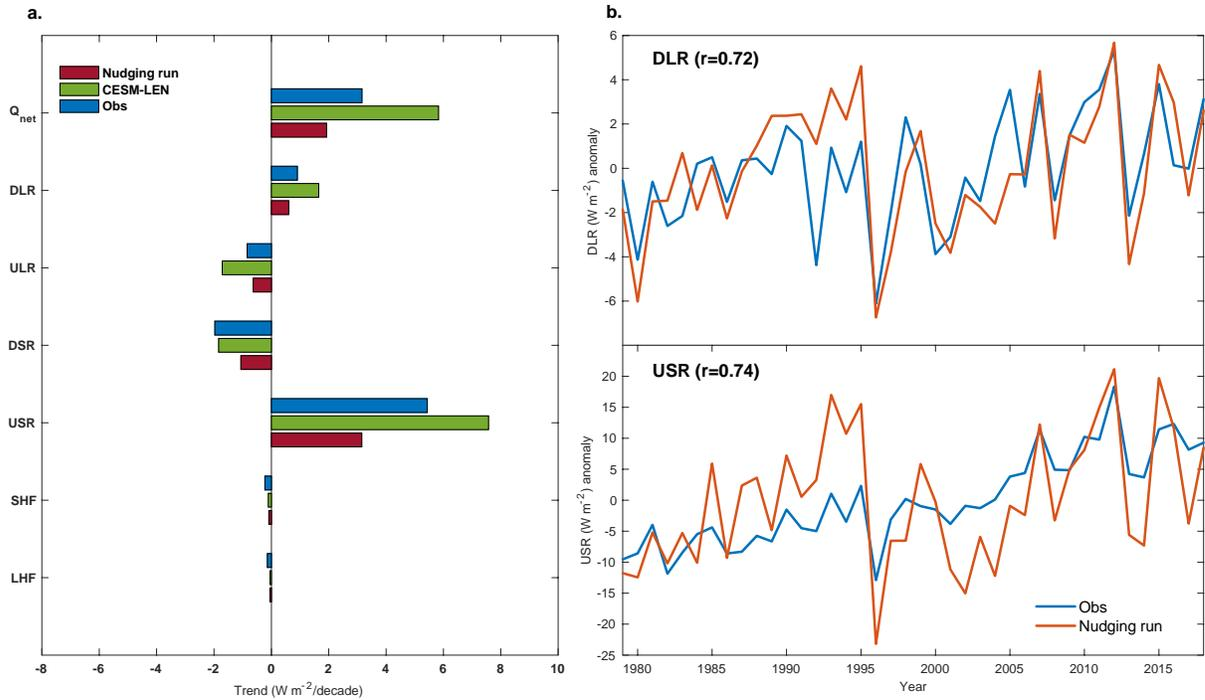 a.
Nudging run
CESM-LEN
Obs
Q_net
DLR
ULR
DSR
USR
SHF
LHF
-8 -6 -4 -2 0 2 4 6 8 10
Trend (W m⁻²/decade)
b.
DLR (r=0.72)
6
4
2
0
-2
-4
-6
DLR (W m⁻²) anomaly
USR (r=0.74)
20
15
10
5
0
-5
-10
-15
-20
-25
USR (W m⁻²) anomaly
Obs
Nudging run
1980 1985 1990 1995 2000 2005 2010 2015
Year